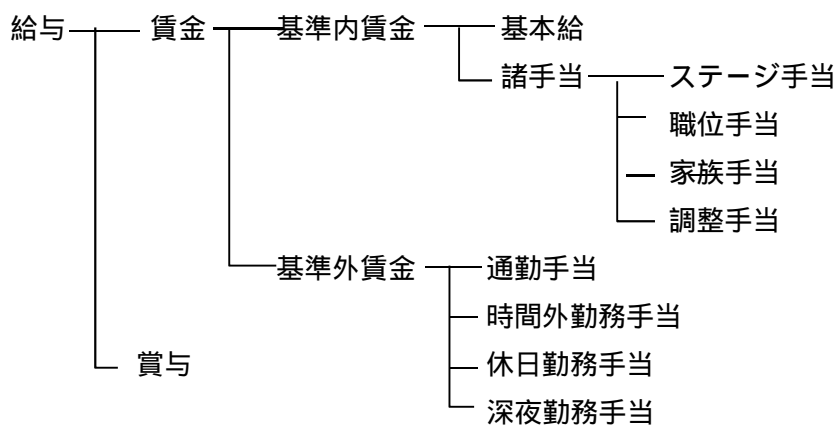 給与 賃金 基準内賃金 基本給
諸手当 ステージ手当
職位手当
家族手当
調整手当
基準外賃金 通勤手当
時間外勤務手当
賞与 休日勤務手当
深夜勤務手当